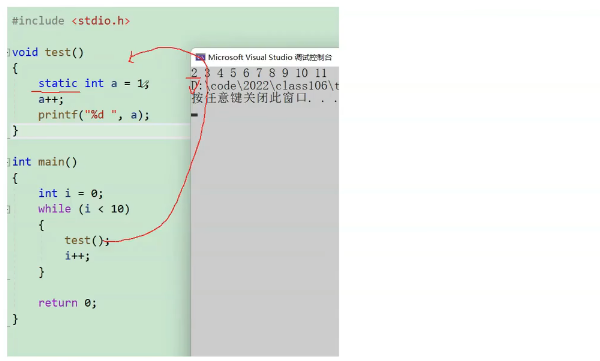 #include <stdio.h>
void test()
{
static int a = 1;
a++;
printf("%d ", a);
}
int main()
{
int i = 0;
while (i < 10)
{
test();
i++;
}
return 0;
}
Microsoft Visual Studio 调试控制台
2 3 4 5 6 7 8 9 10 11
D:\code\2022\class106\t
按任意键关闭此窗口. . .